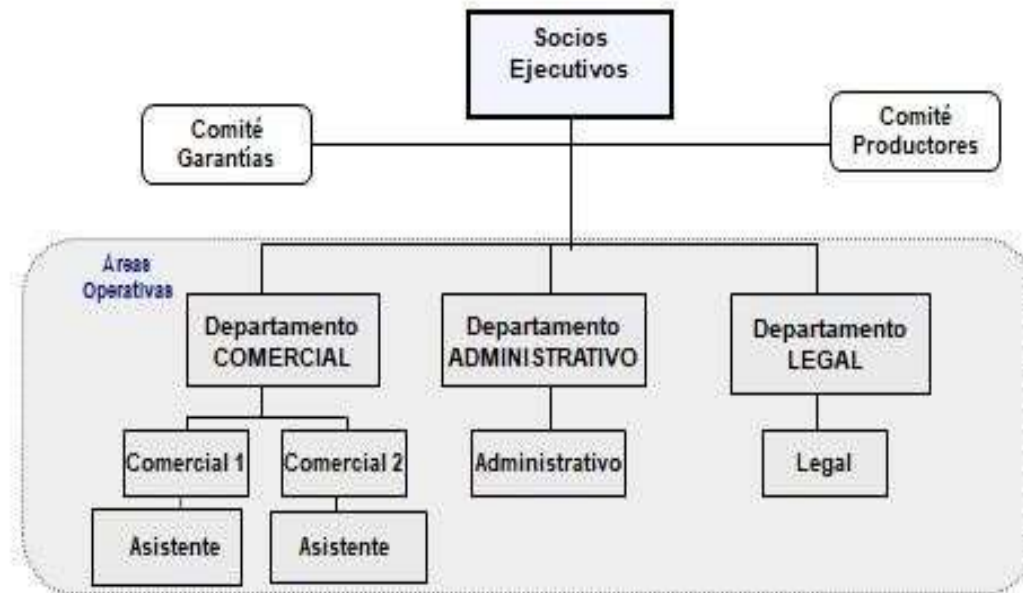 Socios
Ejecutivos
Comité
Garantías
Comité
Productores
Areas
Operativas
Departamento
COMERCIAL
Departamento
ADMINISTRATIVO
Departamento
LEGAL
Comercial 1
Comercial 2
Administrativo
Legal
Asistente
Asistente